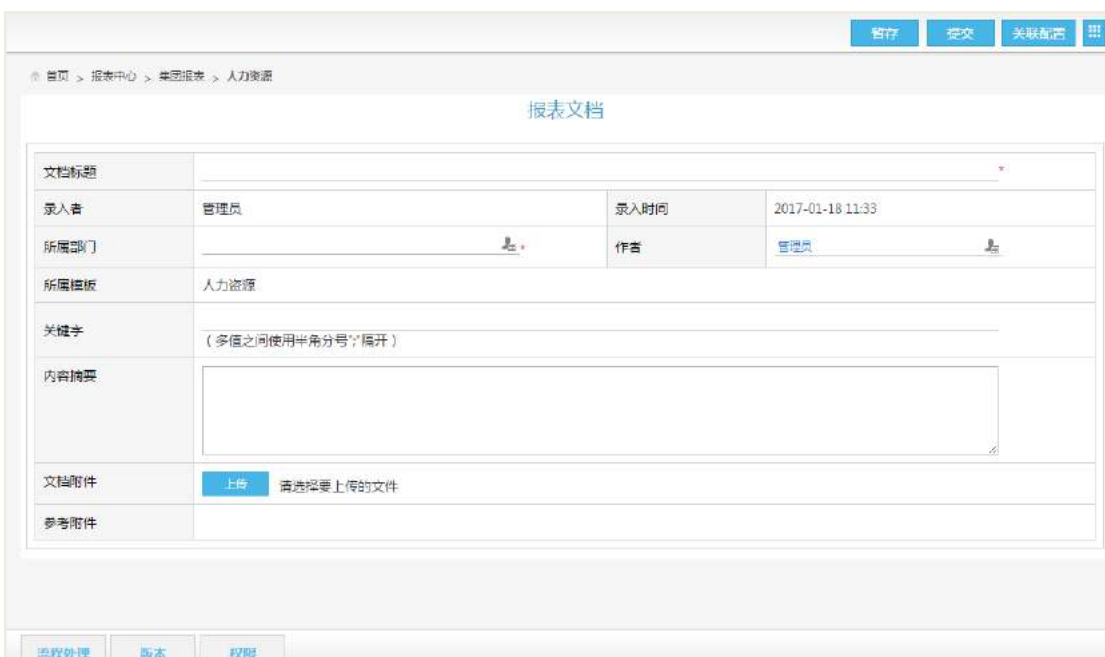 暂存 提交 关联配置
首页 > 报表中心 > 集团报表 > 人力资源
报表文档
文档标题 *
录入者 管理员 录入时间 2017-01-18 11:33
所属部门 * 作者 管理员
所属模板 人力资源
关键字
(多值之间使用半角分号";"隔开)
内容摘要
文档附件 上传 请选择要上传的文件
参考附件
流程处理 版本 权限